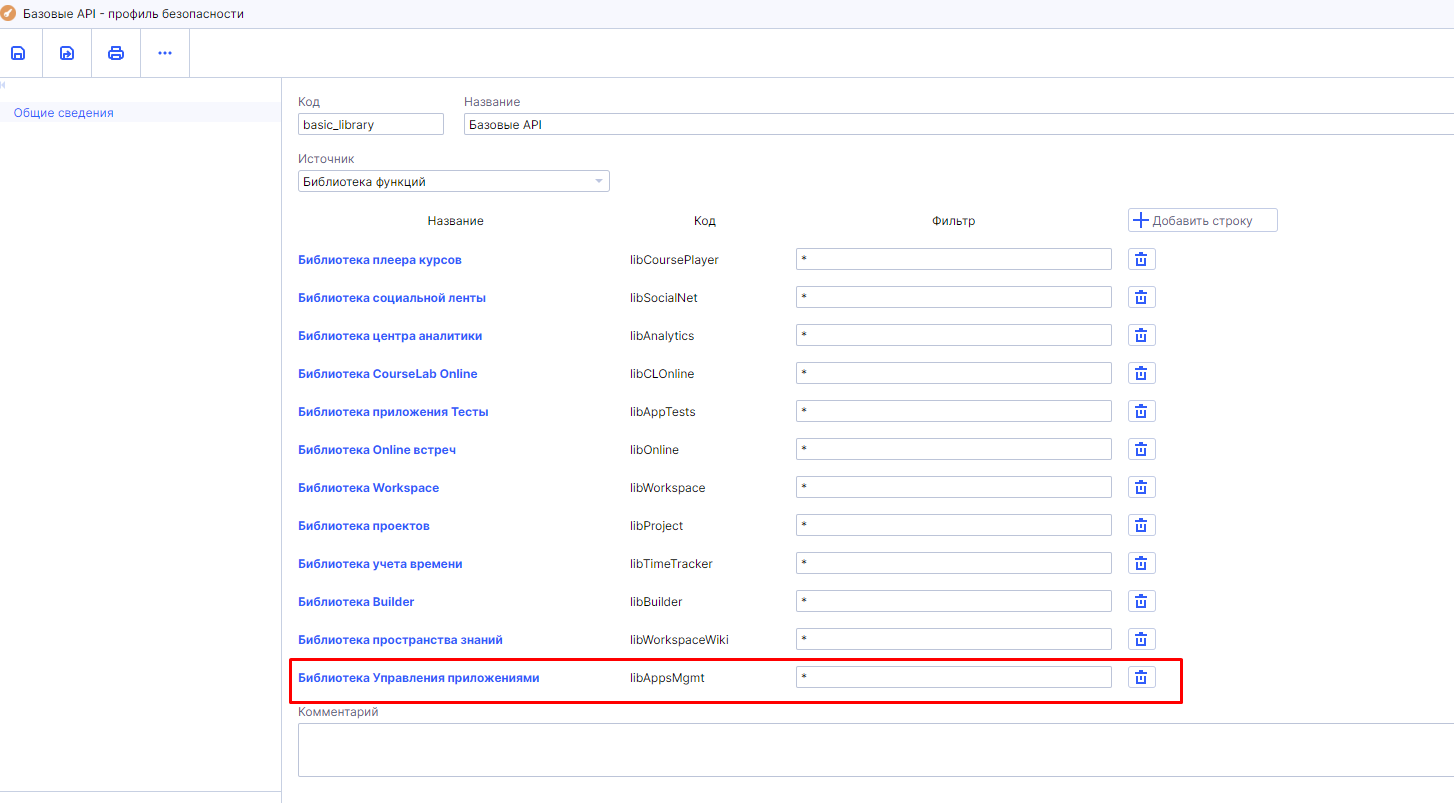 Базовые API - профиль безопасности
Общие сведения
Код Название
basic_library Базовые API
Источник
Библиотека функций
Название Код Фильтр Добавить строку
Библиотека плеера курсов libCoursePlayer *
Библиотека социальной ленты libSocialNet *
Библиотека центра аналитики libAnalytics *
Библиотека CourseLab Online libCLOnline *
Библиотека приложения Тесты libAppTests *
Библиотека Online встреч libOnline *
Библиотека Workspace libWorkspace *
Библиотека проектов libProject *
Библиотека учета времени libTimeTracker *
Библиотека Builder libBuilder *
Библиотека пространства знаний libWorkspaceWiki *
Библиотека Управления приложениями libAppsMgmt *
Комментарий